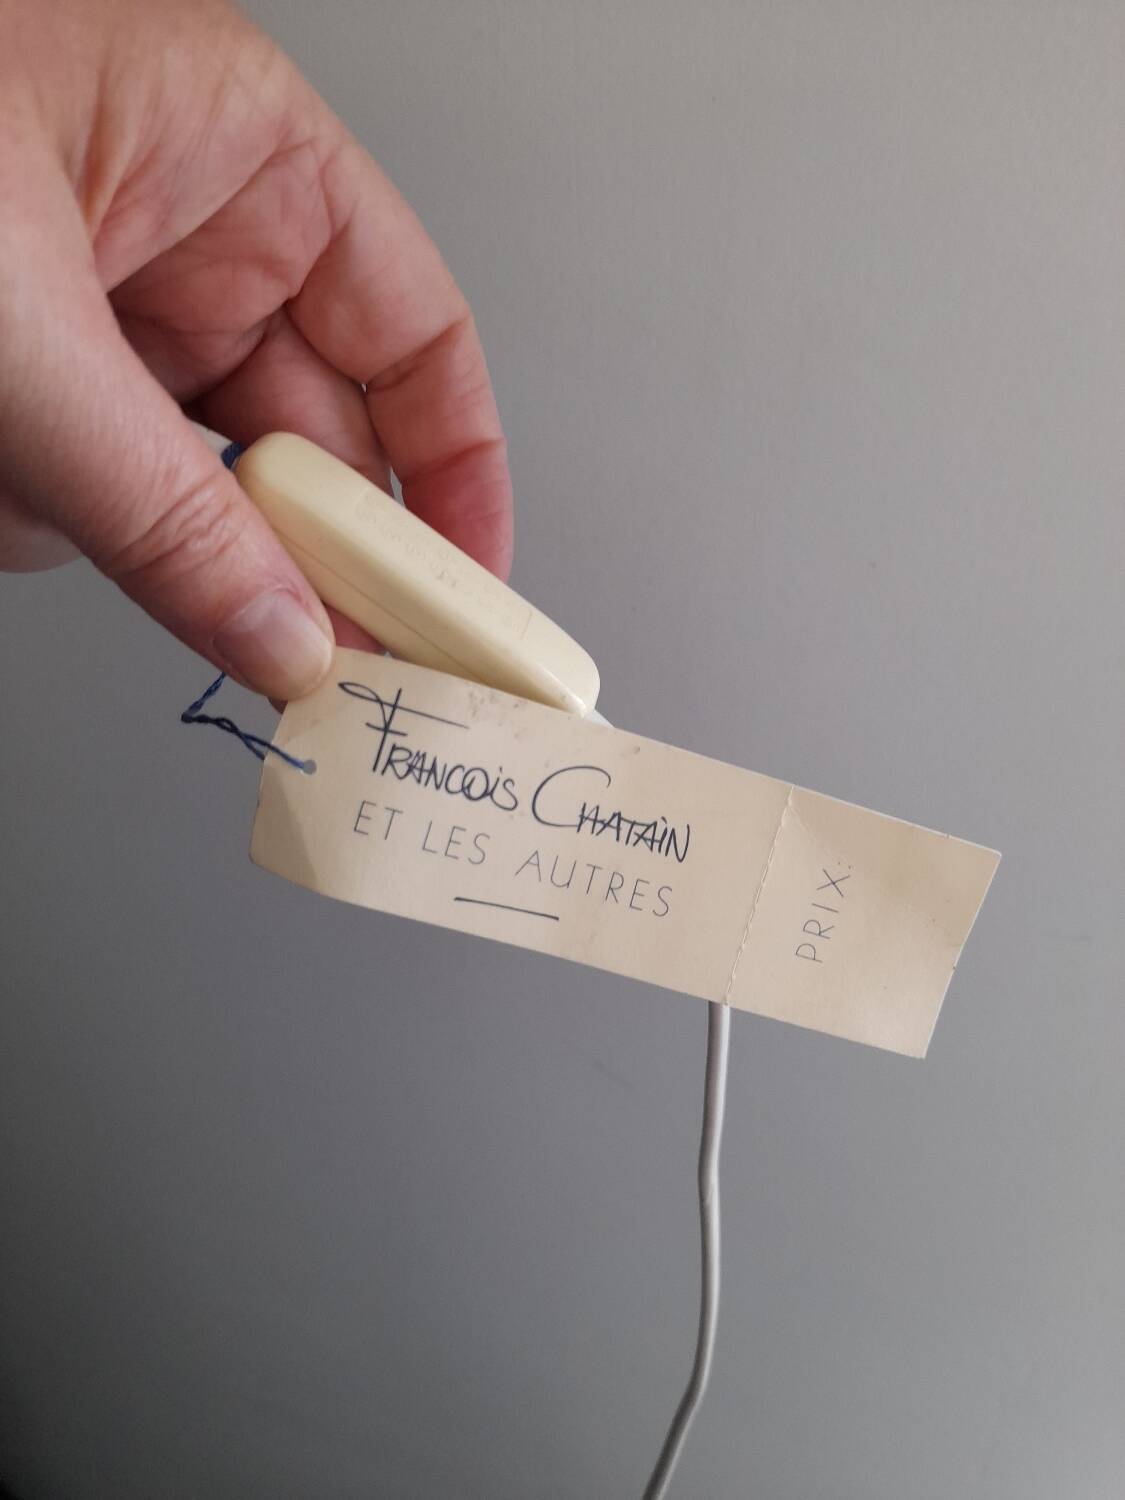 FRANCOiS CHATAiN
ET LES AUTRES
PRIX: